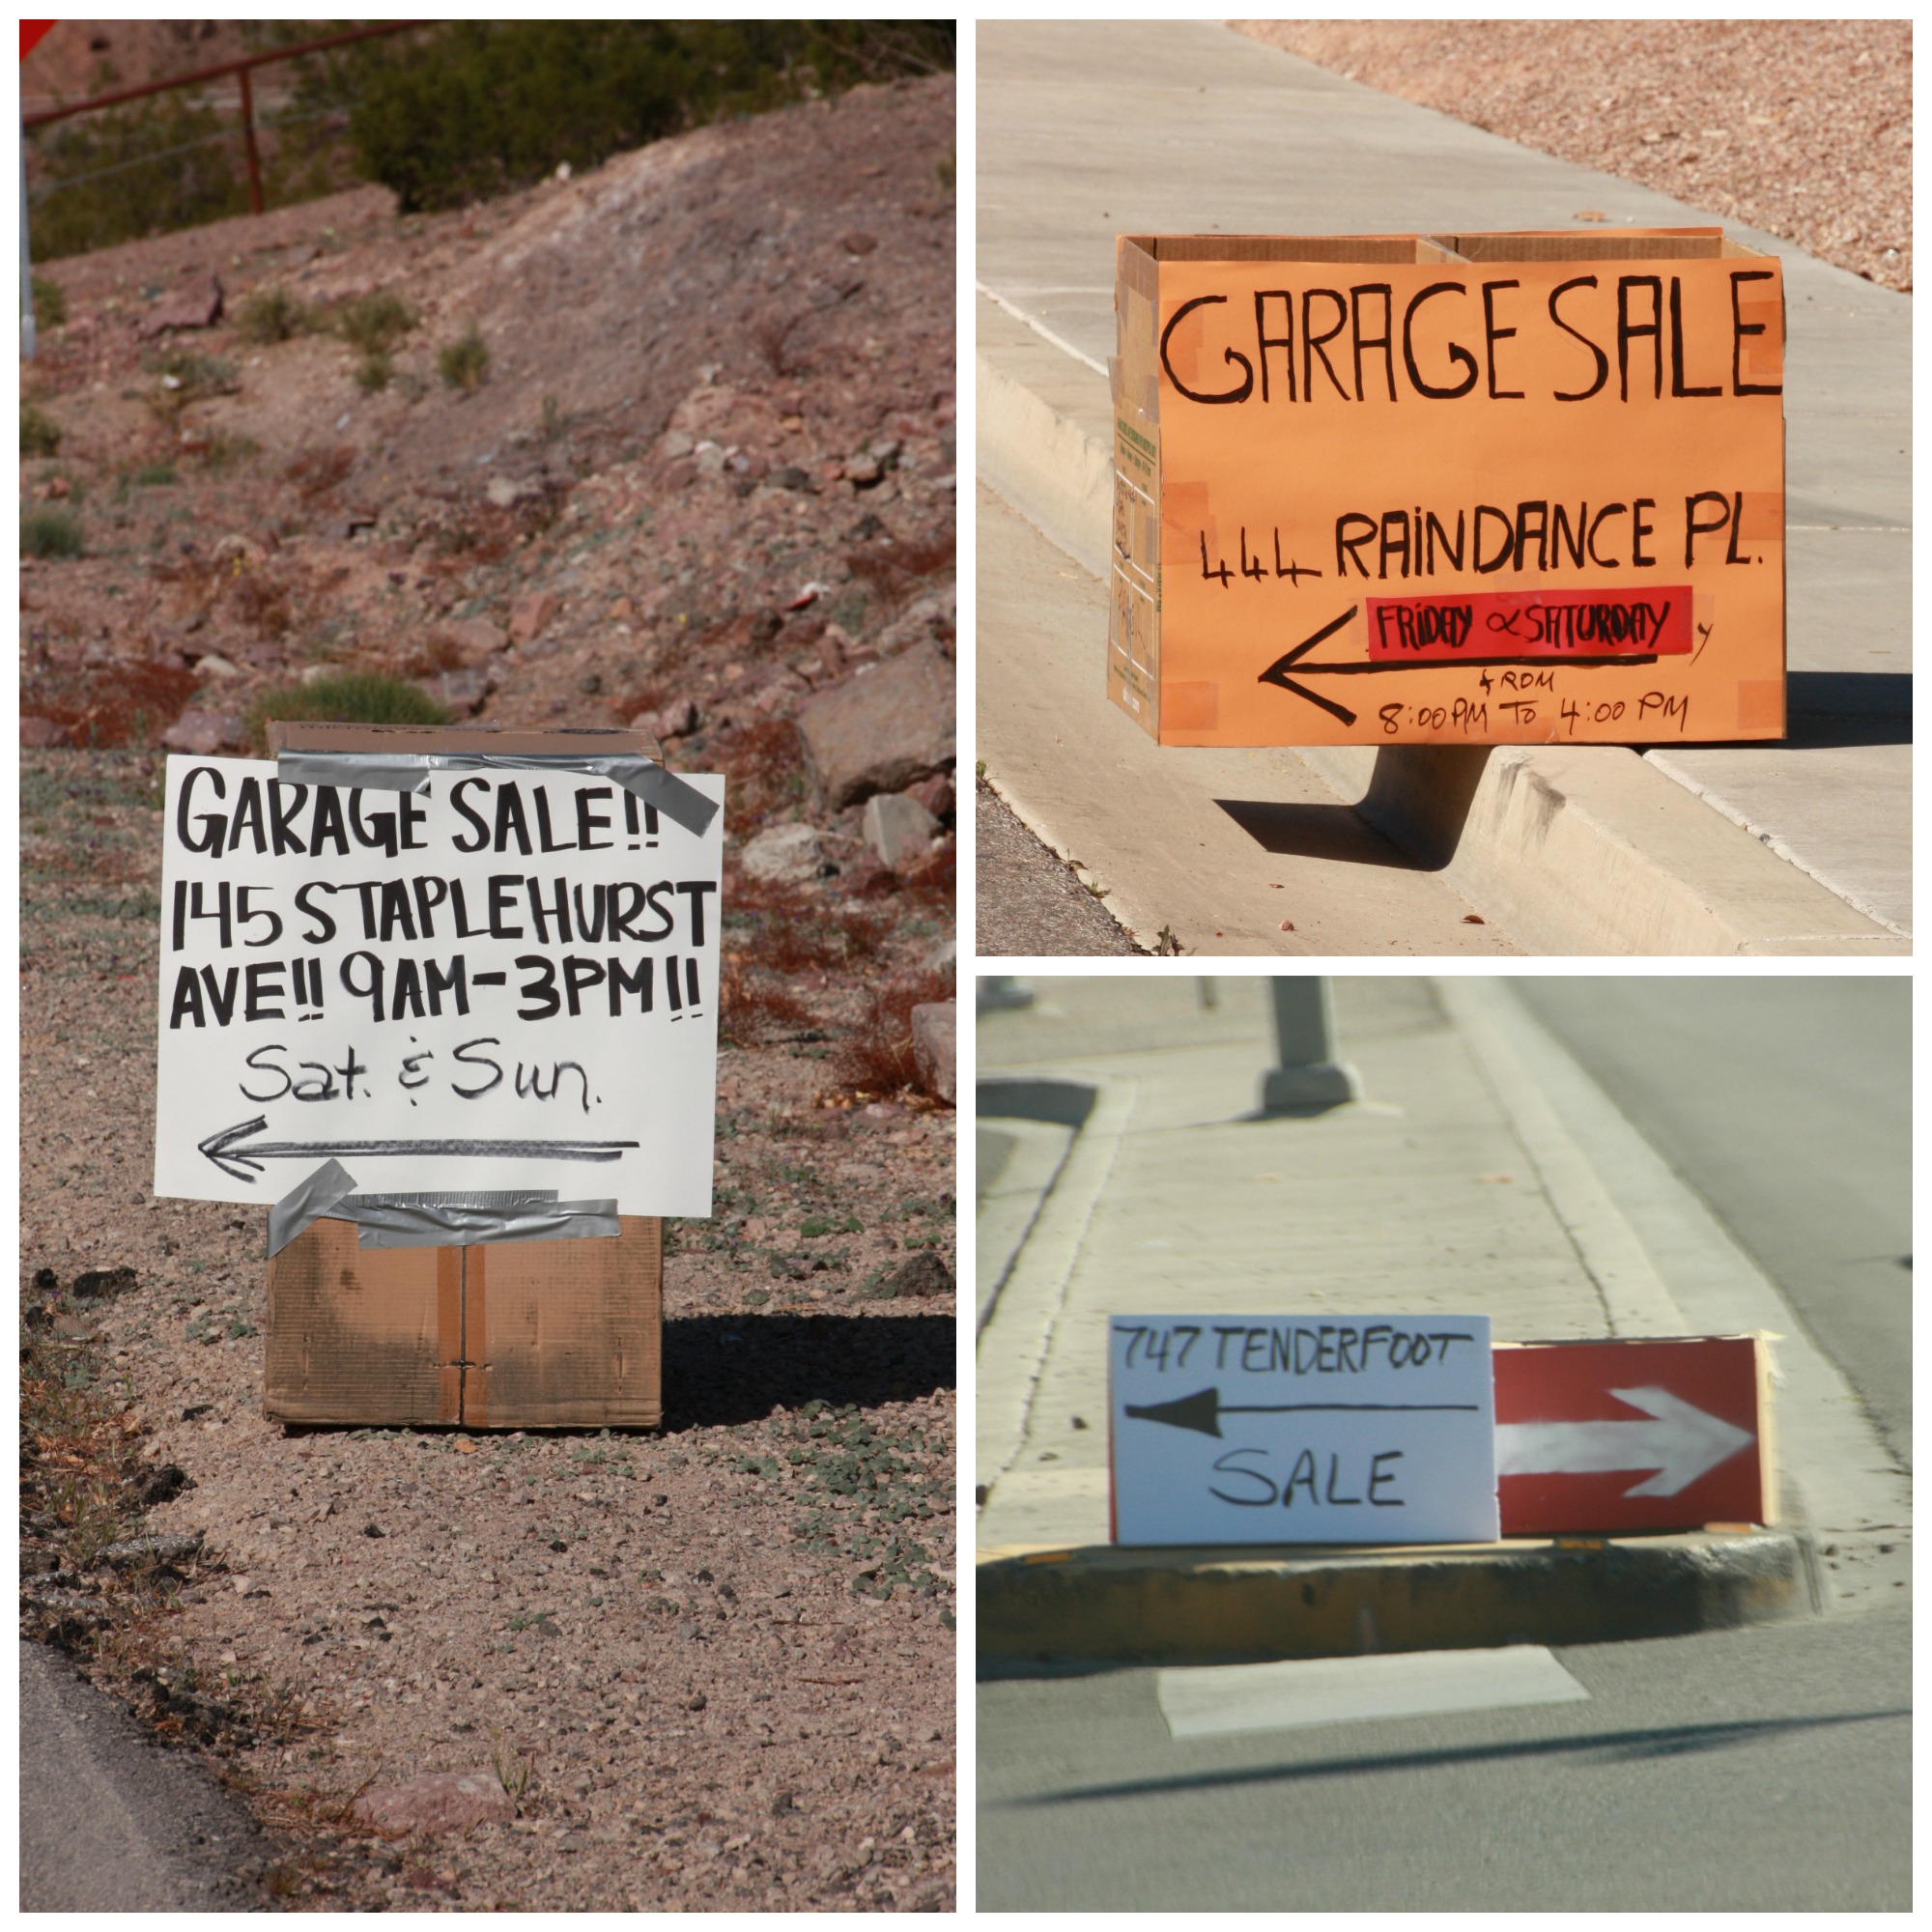 GARAGE SALE!!
145 STAPLEHURST
AVE!! 9AM-3PM!!
Sat. & Sun.
GARAGE SALE
444 RAINDANCE PL.
FRIDAY & SATURDAY y
FROM
8:00 PM To 4:00 PM
747 TENDERFOOT
SALE